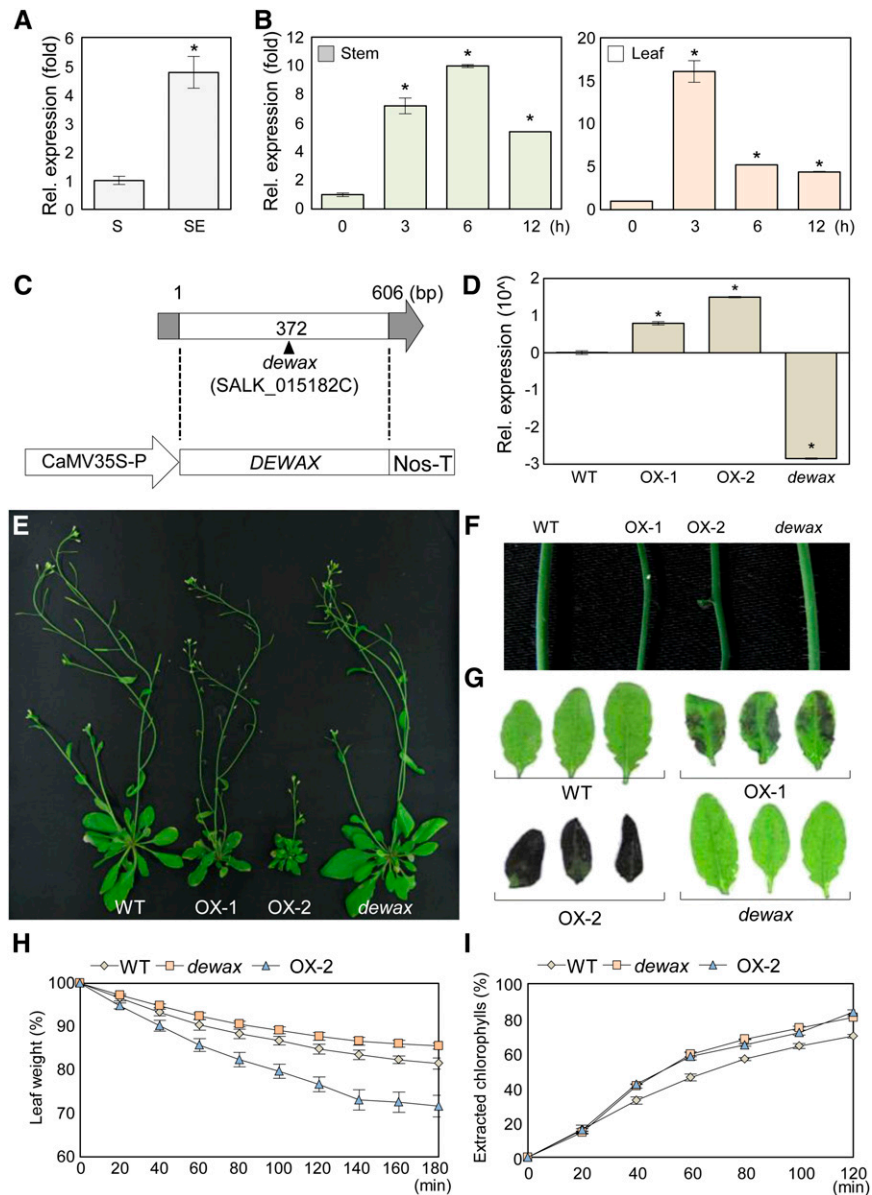 A
Rel. expression (fold)
6
5
4
3
2
1
0
*
S SE
B
Rel. expression (fold)
12
10
8
6
4
2
0
Stem
* * *
0 3 6 12 (h)
20
15
10
5
0
Leaf
* * *
0 3 6 12 (h)
C
1 606 (bp)
372
dewax
(SALK_015182C)
CaMV35S-P DEWAX Nos-T
D
Rel. expression (10^)
2
1
0
-1
-2
-3
* * *
WT OX-1 OX-2 dewax
E
WT OX-1 OX-2 dewax
F
WT OX-1 OX-2 dewax
G
WT OX-1
OX-2 dewax
H
WT dewax OX-2
Leaf weight (%)
100
90
80
70
60
0 20 40 60 80 100 120 140 160 180
(min)
I
WT dewax OX-2
Extracted chlorophylls (%)
100
80
60
40
20
0
0 20 40 60 80 100 120
(min)